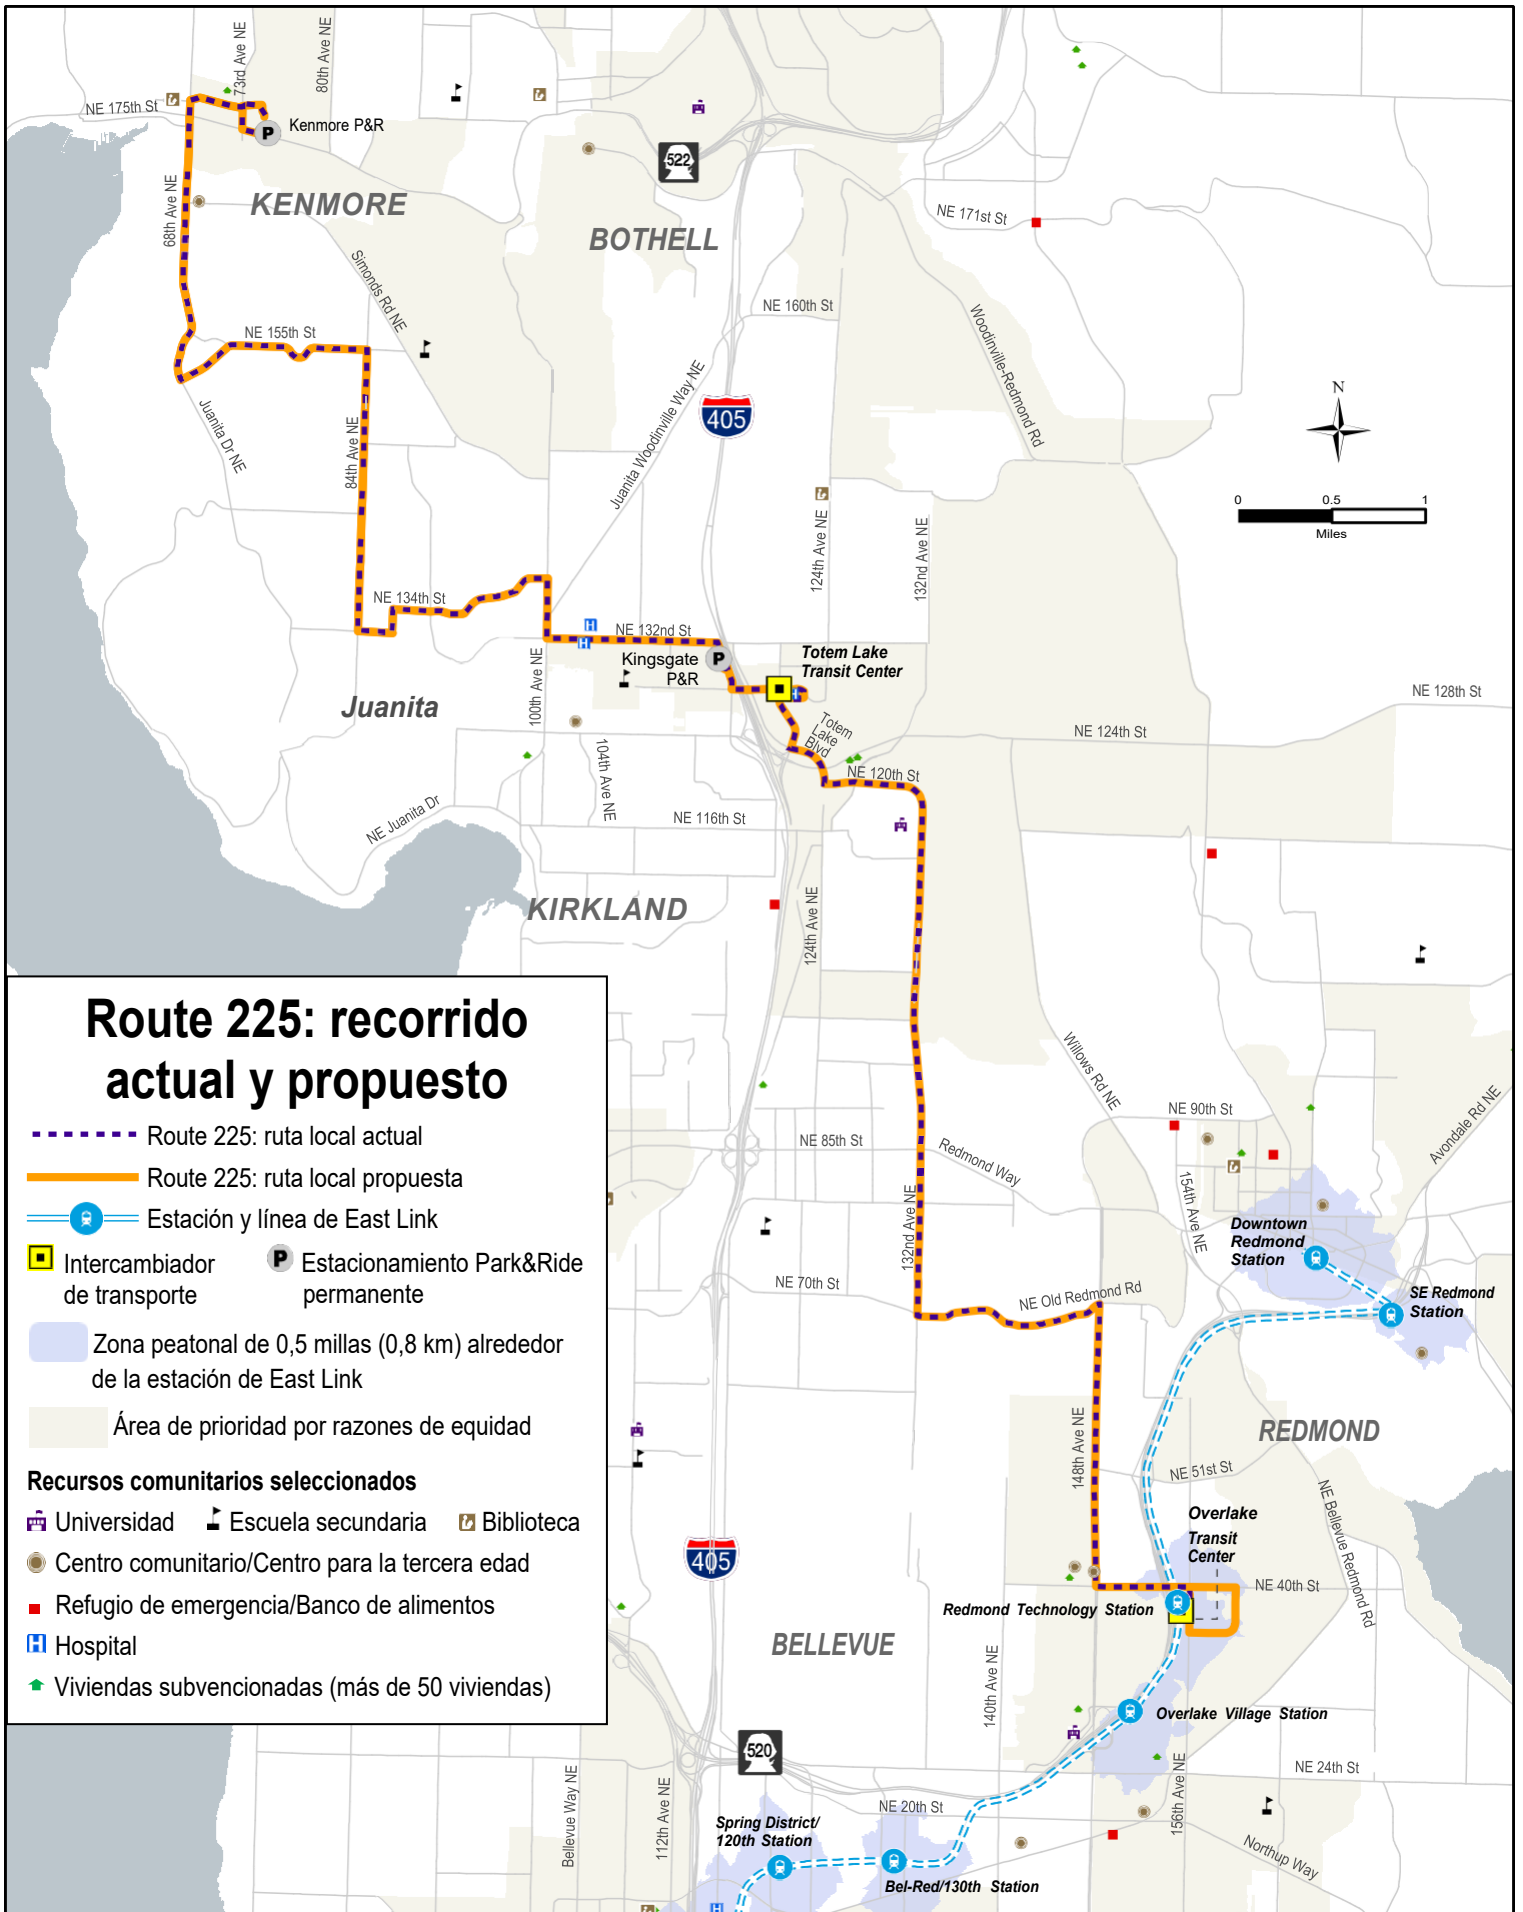 73rd Ave NE
80th Ave NE
NE 175th St
P
Kenmore P&R
522
68th Ave NE
KENMORE
BOTHELL
NE 171st St
Simonds Rd NE
NE 160th St
NE 155th St
Woodinville-Redmond Rd
Juanita Woodinville Way NE
405
N
Juanita Dr NE
84th Ave NE
0 0.5 1
Miles
124th Ave NE
132nd Ave NE
NE 134th St
H
H
NE 132nd St
Kingsgate
P&R
P
Totem Lake
Transit Center
H
100th Ave NE
Juanita
NE 128th St
Totem
Lake
Blvd
NE 124th St
104th Ave NE
NE 120th St
NE Juanita Dr
NE 116th St
124th Ave NE
KIRKLAND
Route 225: recorrido
actual y propuesto
Route 225: ruta local actual
Route 225: ruta local propuesta
Estación y línea de East Link
Intercambiador
de transporte
P
Estacionamiento Park&Ride
permanente
Zona peatonal de 0,5 millas (0,8 km) alrededor
de la estación de East Link
Área de prioridad por razones de equidad
Recursos comunitarios seleccionados
Universidad
Escuela secundaria
Biblioteca
Centro comunitario/Centro para la tercera edad
Refugio de emergencia/Banco de alimentos
H Hospital
Viviendas subvencionadas (más de 50 viviendas)
Willows Rd NE
NE 90th St
Avondale Rd NE
NE 85th St
Redmond Way
154th Ave NE
132nd Ave NE
Downtown
Redmond
Station
NE 70th St
NE Old Redmond Rd
SE Redmond
Station
REDMOND
148th Ave NE
NE 51st St
NE Bellevue Redmond Rd
Overlake
Transit
Center
405
NE 40th St
Redmond Technology Station
BELLEVUE
140th Ave NE
Overlake Village Station
520
NE 24th St
Bellevue Way NE
112th Ave NE
NE 20th St
156th Ave NE
Spring District/
120th Station
Northup Way
Bel-Red/130th Station
H